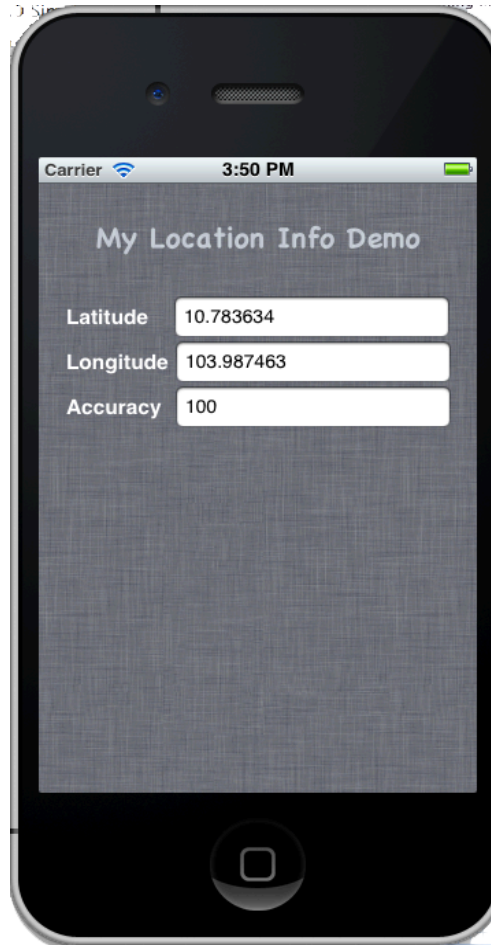 Carrier 3:50 PM
My Location Info Demo
Latitude 10.783634
Longitude 103.987463
Accuracy 100